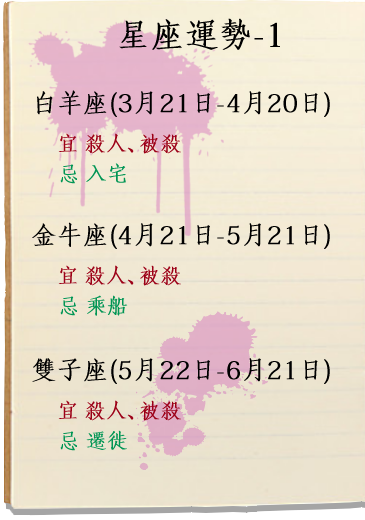 星座運勢-1
白羊座(3月21日-4月20日)
宜 殺人、被殺
忌 入宅
金牛座(4月21日-5月21日)
宜 殺人、被殺
忌 乘船
雙子座(5月22日-6月21日)
宜 殺人、被殺
忌 遷徙